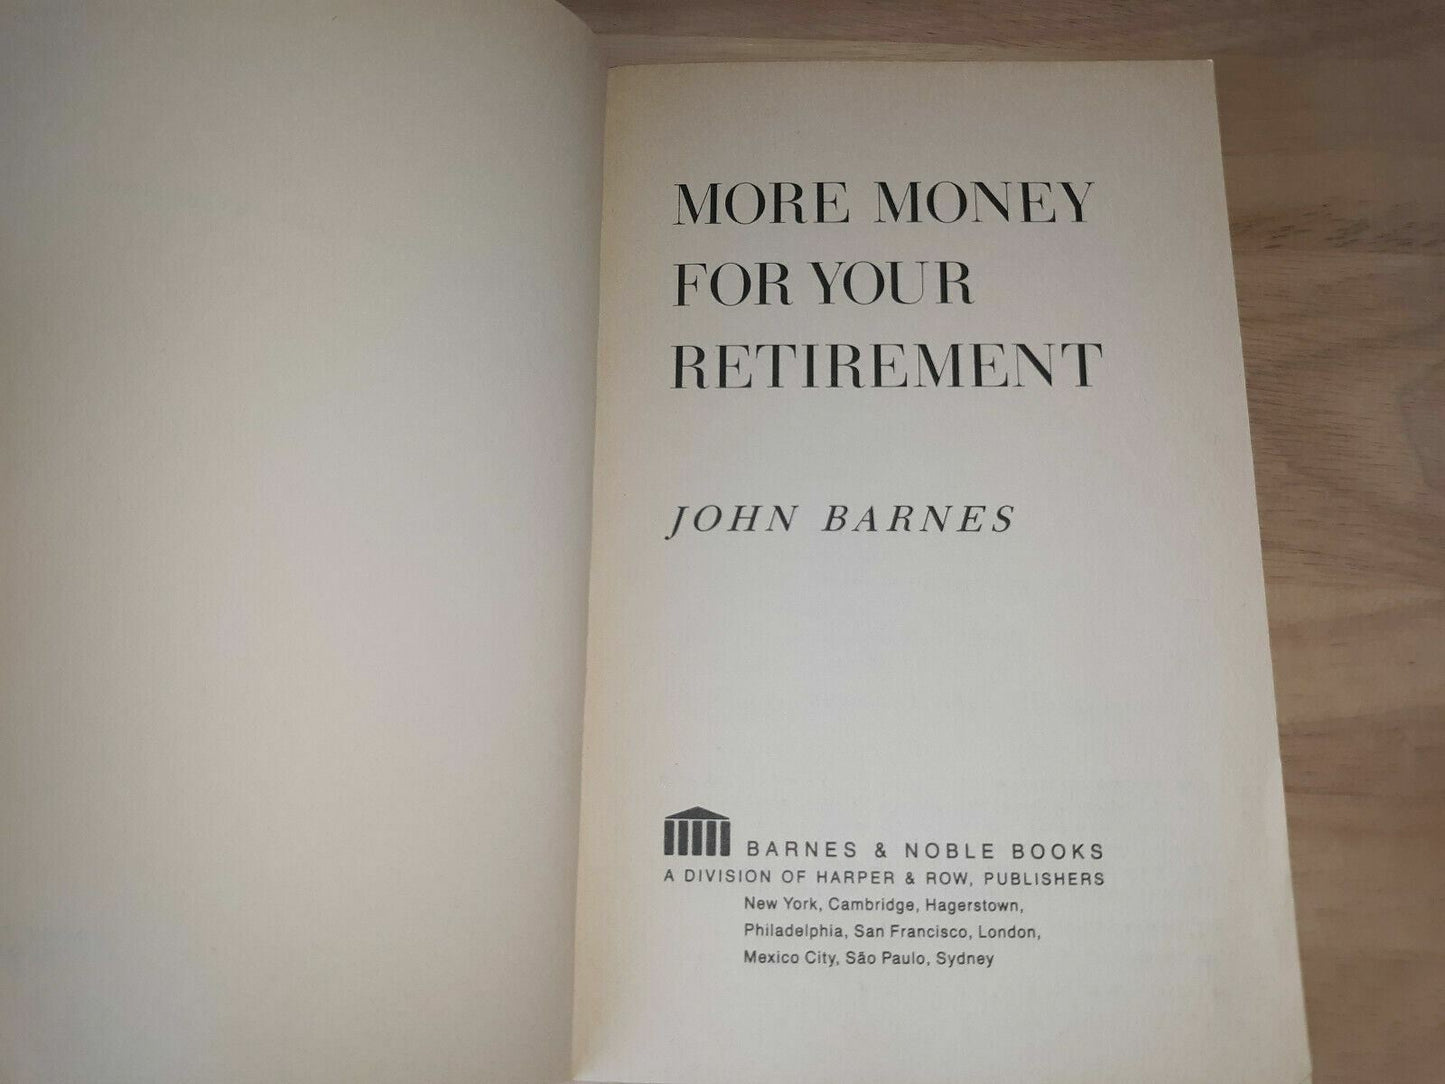 MORE MONEY
FOR YOUR
RETIREMENT
JOHN BARNES
BARNES & NOBLE BOOKS
A DIVISION OF HARPER & ROW, PUBLISHERS
New York, Cambridge, Hagerstown,
Philadelphia, San Francisco, London,
Mexico City, São Paulo, Sydney